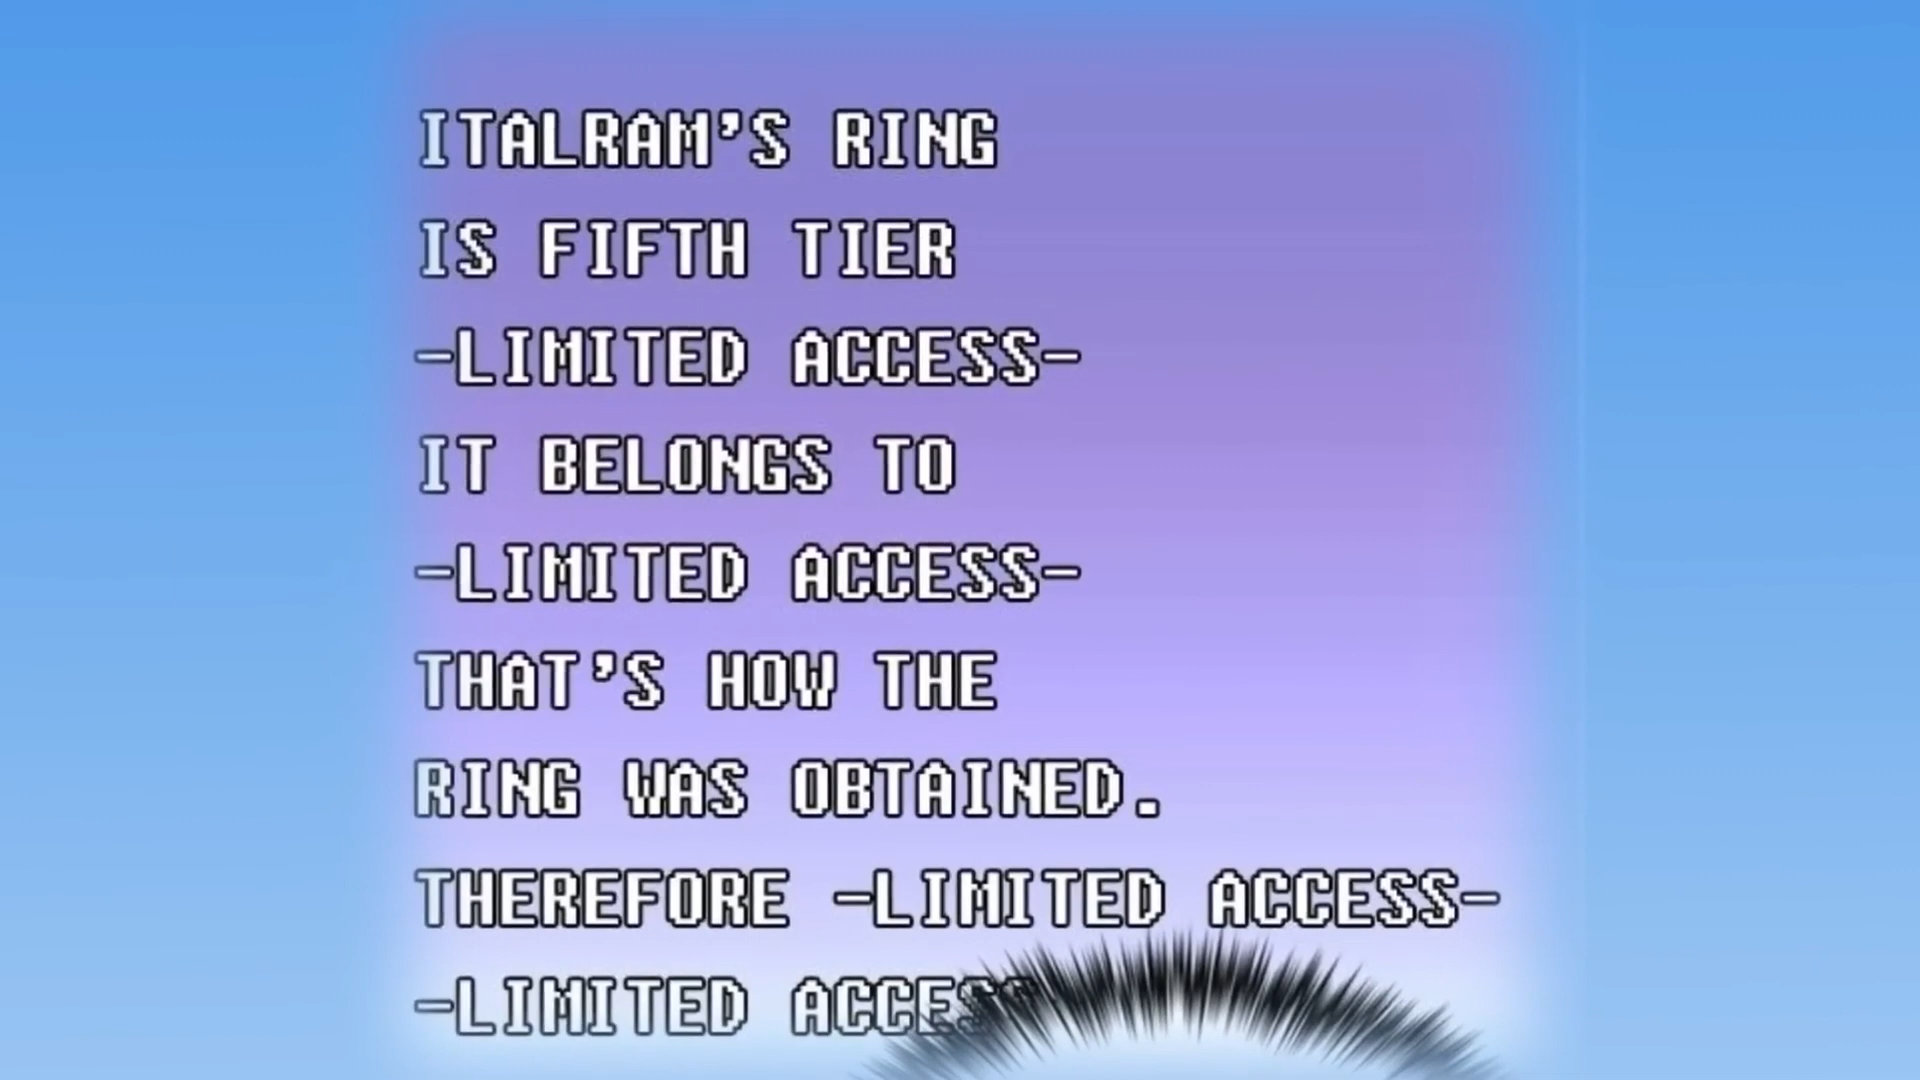 ITALRAM'S RING
IS FIFTH TIER
-LIMITED ACCESS-
IT BELONGS TO
-LIMITED ACCESS-
THAT'S HOW THE
RING WAS OBTAINED.
THEREFORE -LIMITED ACCESS-
-LIMITED